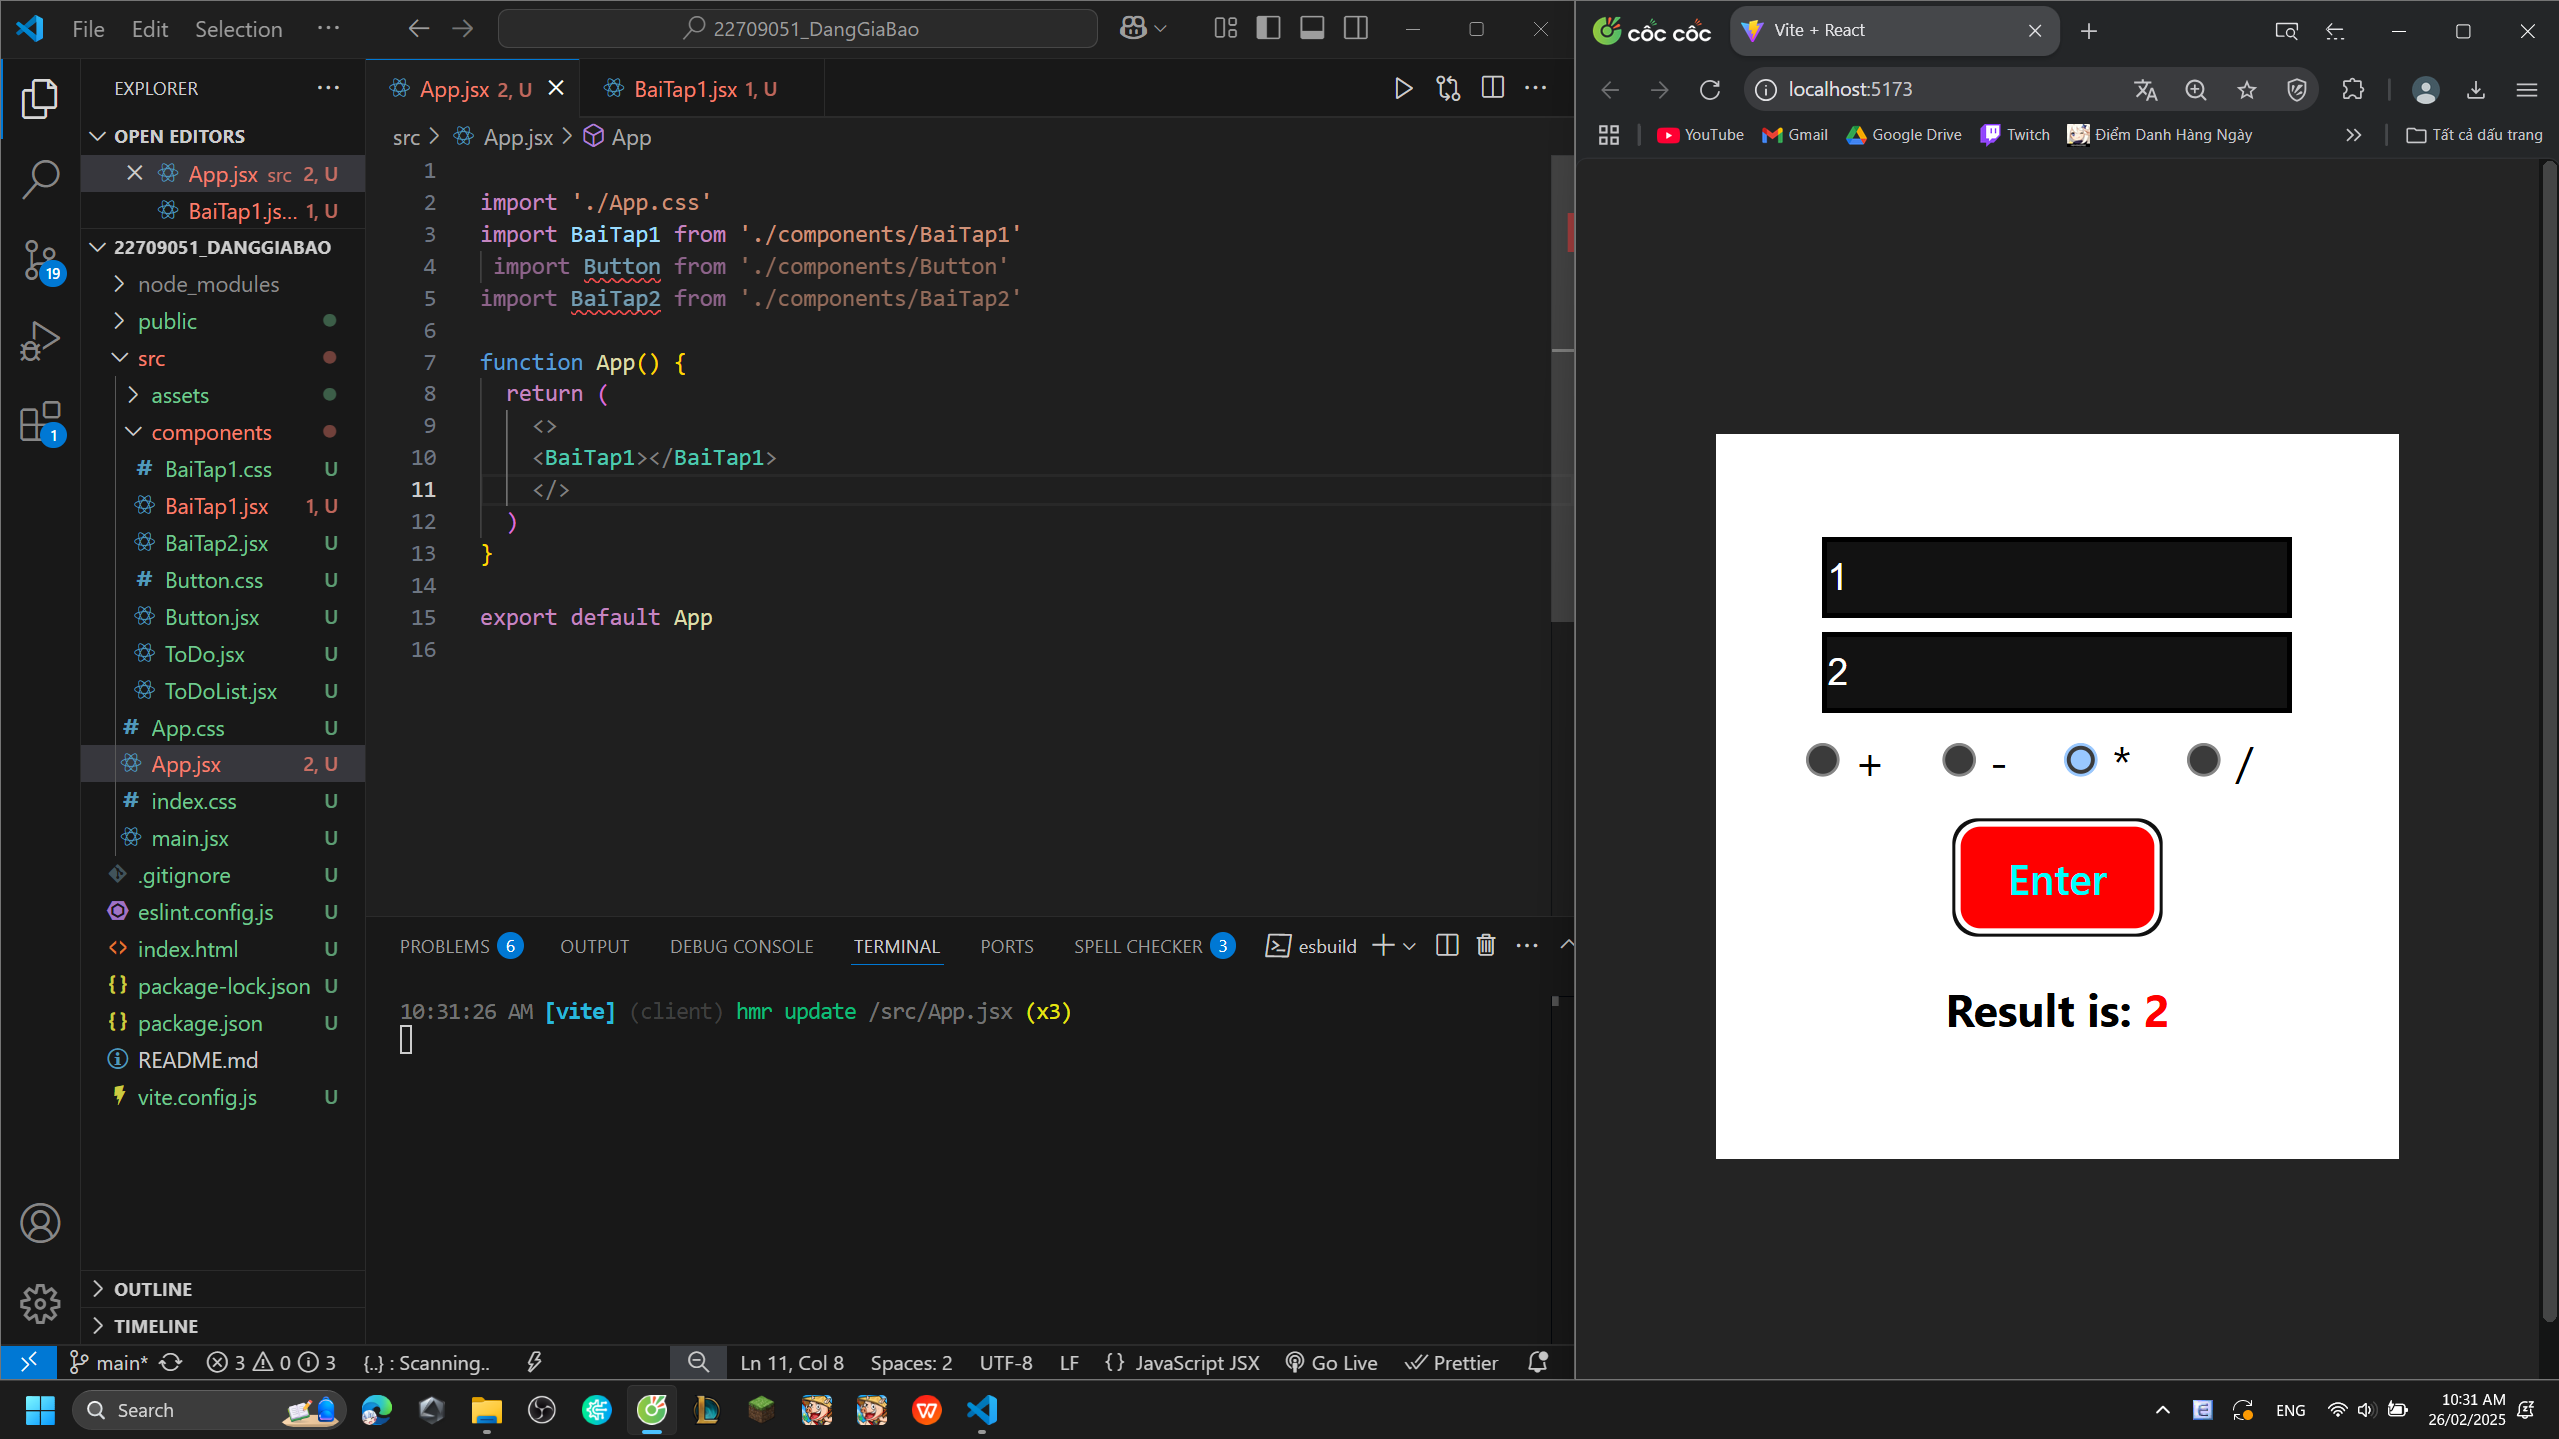 File Edit Selection ···
22709051_DangGiaBao
EXPLORER
OPEN EDITORS
App.jsx src 2, U
BaiTap1.js... 1, U
22709051_DANGGIABAO
node_modules
public
src
assets
components
BaiTap1.css U
BaiTap1.jsx 1, U
BaiTap2.jsx U
Button.css U
Button.jsx U
ToDo.jsx U
ToDoList.jsx U
App.css U
App.jsx 2, U
index.css U
main.jsx U
.gitignore U
eslint.config.js U
index.html U
package-lock.json U
package.json U
README.md
vite.config.js U
OUTLINE
TIMELINE
19
1
App.jsx 2, U
BaiTap1.jsx 1, U
src > App.jsx > App
1
2 import './App.css'
3 import BaiTap1 from './components/BaiTap1'
4 import Button from './components/Button'
5 import BaiTap2 from './components/BaiTap2'
6
7 function App() {
8 return (
9 <>
10 <BaiTap1></BaiTap1>
11 </>
12 )
13 }
14
15 export default App
16
PROBLEMS 6 OUTPUT DEBUG CONSOLE TERMINAL PORTS SPELL CHECKER 3 esbuild
10:31:26 AM [vite] (client) hmr update /src/App.jsx (x3)
main* 3 0 3 {..} : Scanning.. Ln 11, Col 8 Spaces: 2 UTF-8 LF {} JavaScript JSX Go Live Prettier
CỐC CỐC
Vite + React
localhost:5173
YouTube Gmail Google Drive Twitch Điểm Danh Hàng Ngày Tất cả dấu trang
1
2
+ - * /
Enter
Result is: 2
Search
ENG
10:31 AM
26/02/2025